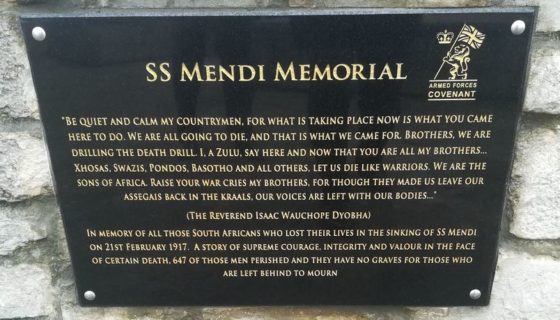 ARMED FORCES
COVENANT
SS MENDI MEMORIAL
"BE QUIET AND CALM MY COUNTRYMEN, FOR WHAT IS TAKING PLACE NOW IS WHAT YOU CAME
HERE TO DO. WE ARE ALL GOING TO DIE, AND THAT IS WHAT WE CAME FOR. BROTHERS, WE ARE
DRILLING THE DEATH DRILL. I, A ZULU, SAY HERE AND NOW THAT YOU ARE ALL MY BROTHERS...
XHOSAS, SWAZIS, PONDOS, BASOTHO AND ALL OTHERS, LET US DIE LIKE WARRIORS. WE ARE THE
SONS OF AFRICA. RAISE YOUR WAR CRIES MY BROTHERS, FOR THOUGH THEY MADE US LEAVE OUR
ASSEGAIS BACK IN THE KRAALS, OUR VOICES ARE LEFT WITH OUR BODIES..."
(THE REVEREND ISAAC WAUCHOPE DYOBHA)
IN MEMORY OF ALL THOSE SOUTH AFRICANS WHO LOST THEIR LIVES IN THE SINKING OF SS MENDI
ON 21ST FEBRUARY 1917. A STORY OF SUPREME COURAGE, INTEGRITY AND VALOUR IN THE FACE
OF CERTAIN DEATH, 647 OF THOSE MEN PERISHED AND THEY HAVE NO GRAVES FOR THOSE WHO
ARE LEFT BEHIND TO MOURN